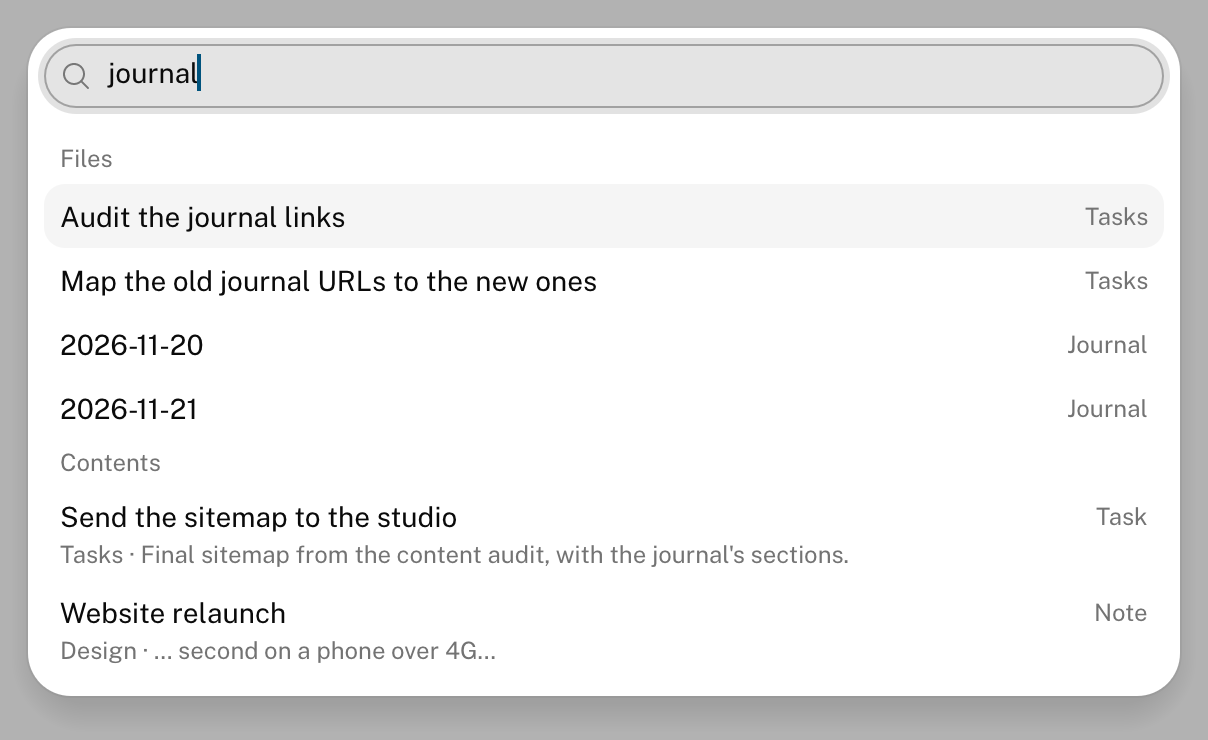 journal
Files
Audit the journal links Tasks
Map the old journal URLs to the new ones Tasks
2026-11-20 Journal
2026-11-21 Journal
Contents
Send the sitemap to the studio Task
Tasks · Final sitemap from the content audit, with the journal's sections.
Website relaunch Note
Design · … second on a phone over 4G…